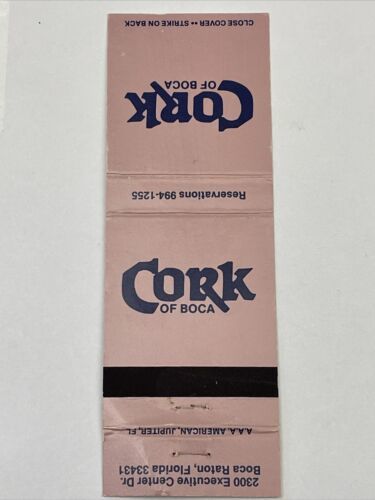 CLOSE COVER •• STRIKE ON BACK
CORK
OF BOCA
Reservations 994-1255
CORK
OF BOCA
A.A.A. AMERICAN, JUPITER, FL
2300 Executive Center Dr.
Boca Raton, Florida 33431